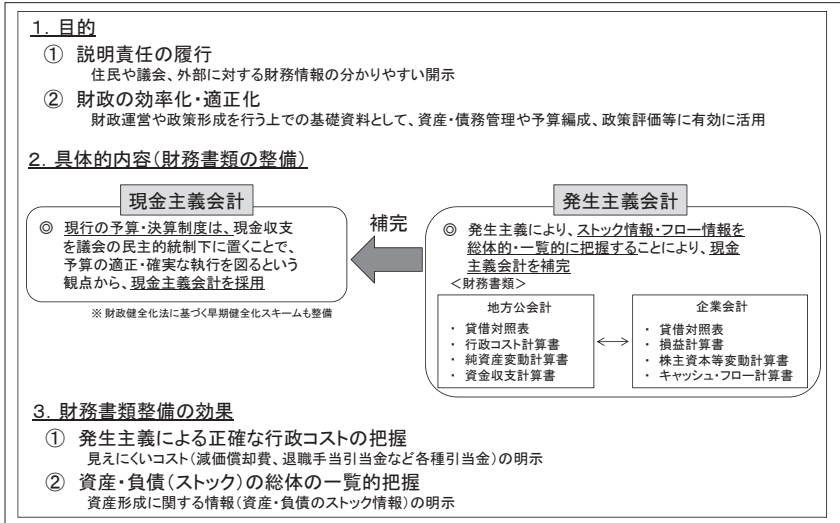 1．目的
① 説明責任の履行
住民や議会、外部に対する財務情報の分かりやすい開示
② 財政の効率化・適正化
財政運営や政策形成を行う上での基礎資料として、資産・債務管理や予算編成、政策評価等に有効に活用
2．具体的内容（財務書類の整備）
現金主義会計
◎ 現行の予算・決算制度は、現金収支
を議会の民主的統制下に置くことで、
予算の適正・確実な執行を図るという
観点から、現金主義会計を採用
※ 財政健全化法に基づく早期健全化スキームも整備
補完
発生主義会計
◎ 発生主義により、ストック情報・フロー情報を
総体的・一覧的に把握することにより、現金
主義会計を補完
＜財務書類＞
地方公会計
・ 貸借対照表
・ 行政コスト計算書
・ 純資産変動計算書
・ 資金収支計算書
企業会計
・ 貸借対照表
・ 損益計算書
・ 株主資本等変動計算書
・ キャッシュ・フロー計算書
3．財務書類整備の効果
① 発生主義による正確な行政コストの把握
見えにくいコスト（減価償却費、退職手当引当金など各種引当金）の明示
② 資産・負債（ストック）の総体の一覧的把握
資産形成に関する情報（資産・負債のストック情報）の明示